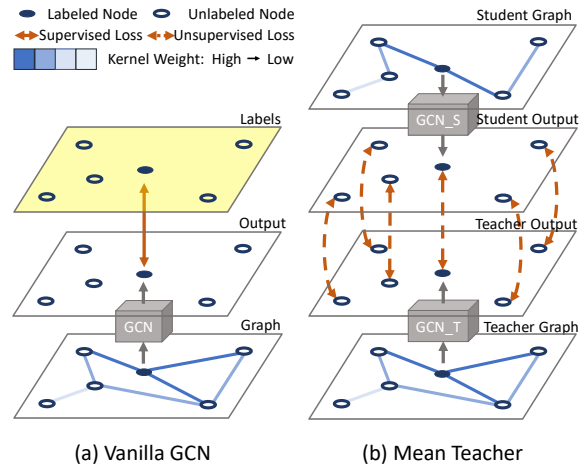 Labeled Node
Unlabeled Node
Supervised Loss
Unsupervised Loss
Kernel Weight: High → Low
Labels
Output
GCN
Graph
(a) Vanilla GCN
Student Graph
GCN_S
Student Output
Teacher Output
GCN_T
Teacher Graph
(b) Mean Teacher